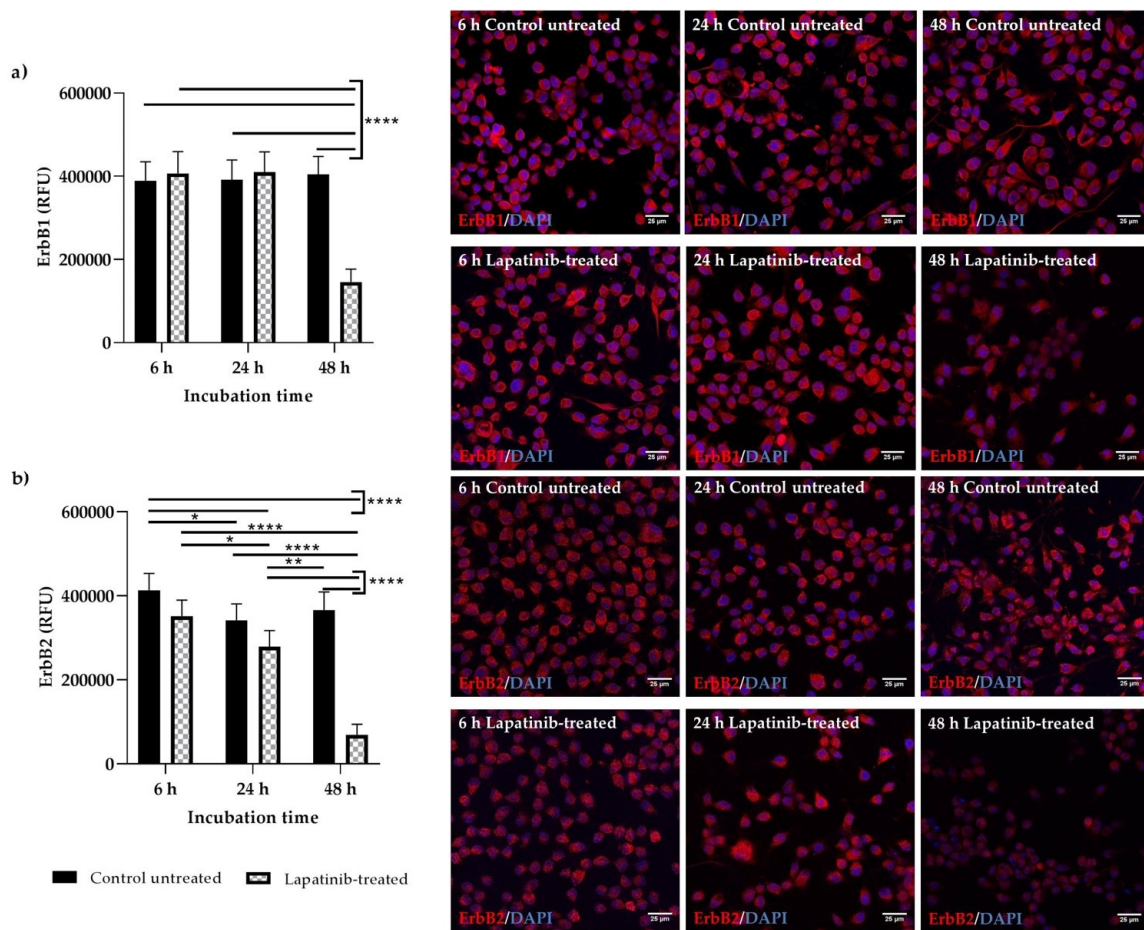 a)
600000
400000
200000
0
ErbB1 (RFU)
****
6 h
24 h
48 h
Incubation time
b)
600000
400000
200000
0
ErbB2 (RFU)
****
*
****
*
****
**
****
6 h
24 h
48 h
Incubation time
Control untreated
Lapatinib-treated
6 h Control untreated
ErbB1/DAPI
25 µm
24 h Control untreated
ErbB1/DAPI
25 µm
48 h Control untreated
ErbB1/DAPI
25 µm
6 h Lapatinib-treated
ErbB1/DAPI
25 µm
24 h Lapatinib-treated
ErbB1/DAPI
25 µm
48 h Lapatinib-treated
ErbB1/DAPI
25 µm
6 h Control untreated
ErbB2/DAPI
25 µm
24 h Control untreated
ErbB2/DAPI
25 µm
48 h Control untreated
ErbB2/DAPI
25 µm
6 h Lapatinib-treated
ErbB2/DAPI
25 µm
24 h Lapatinib-treated
ErbB2/DAPI
25 µm
48 h Lapatinib-treated
ErbB2/DAPI
25 µm